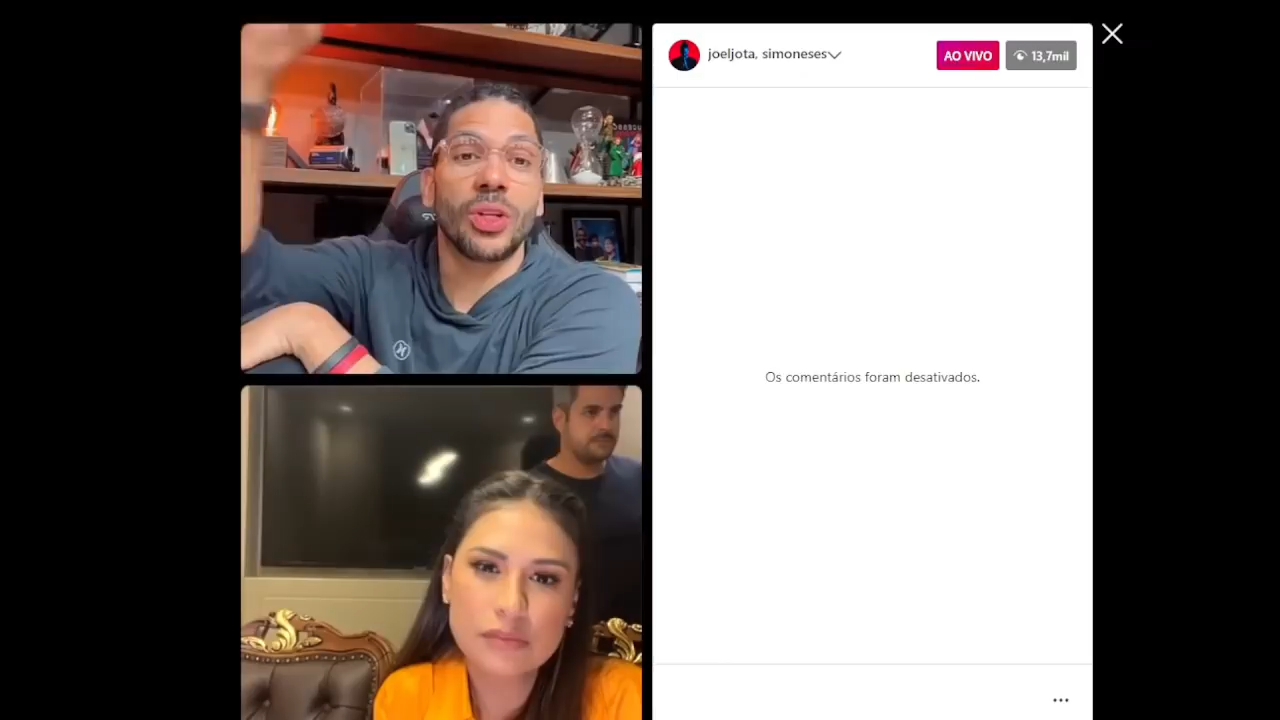 joeljota, simoneses
AO VIVO
13,7mil
Os comentários foram desativados.